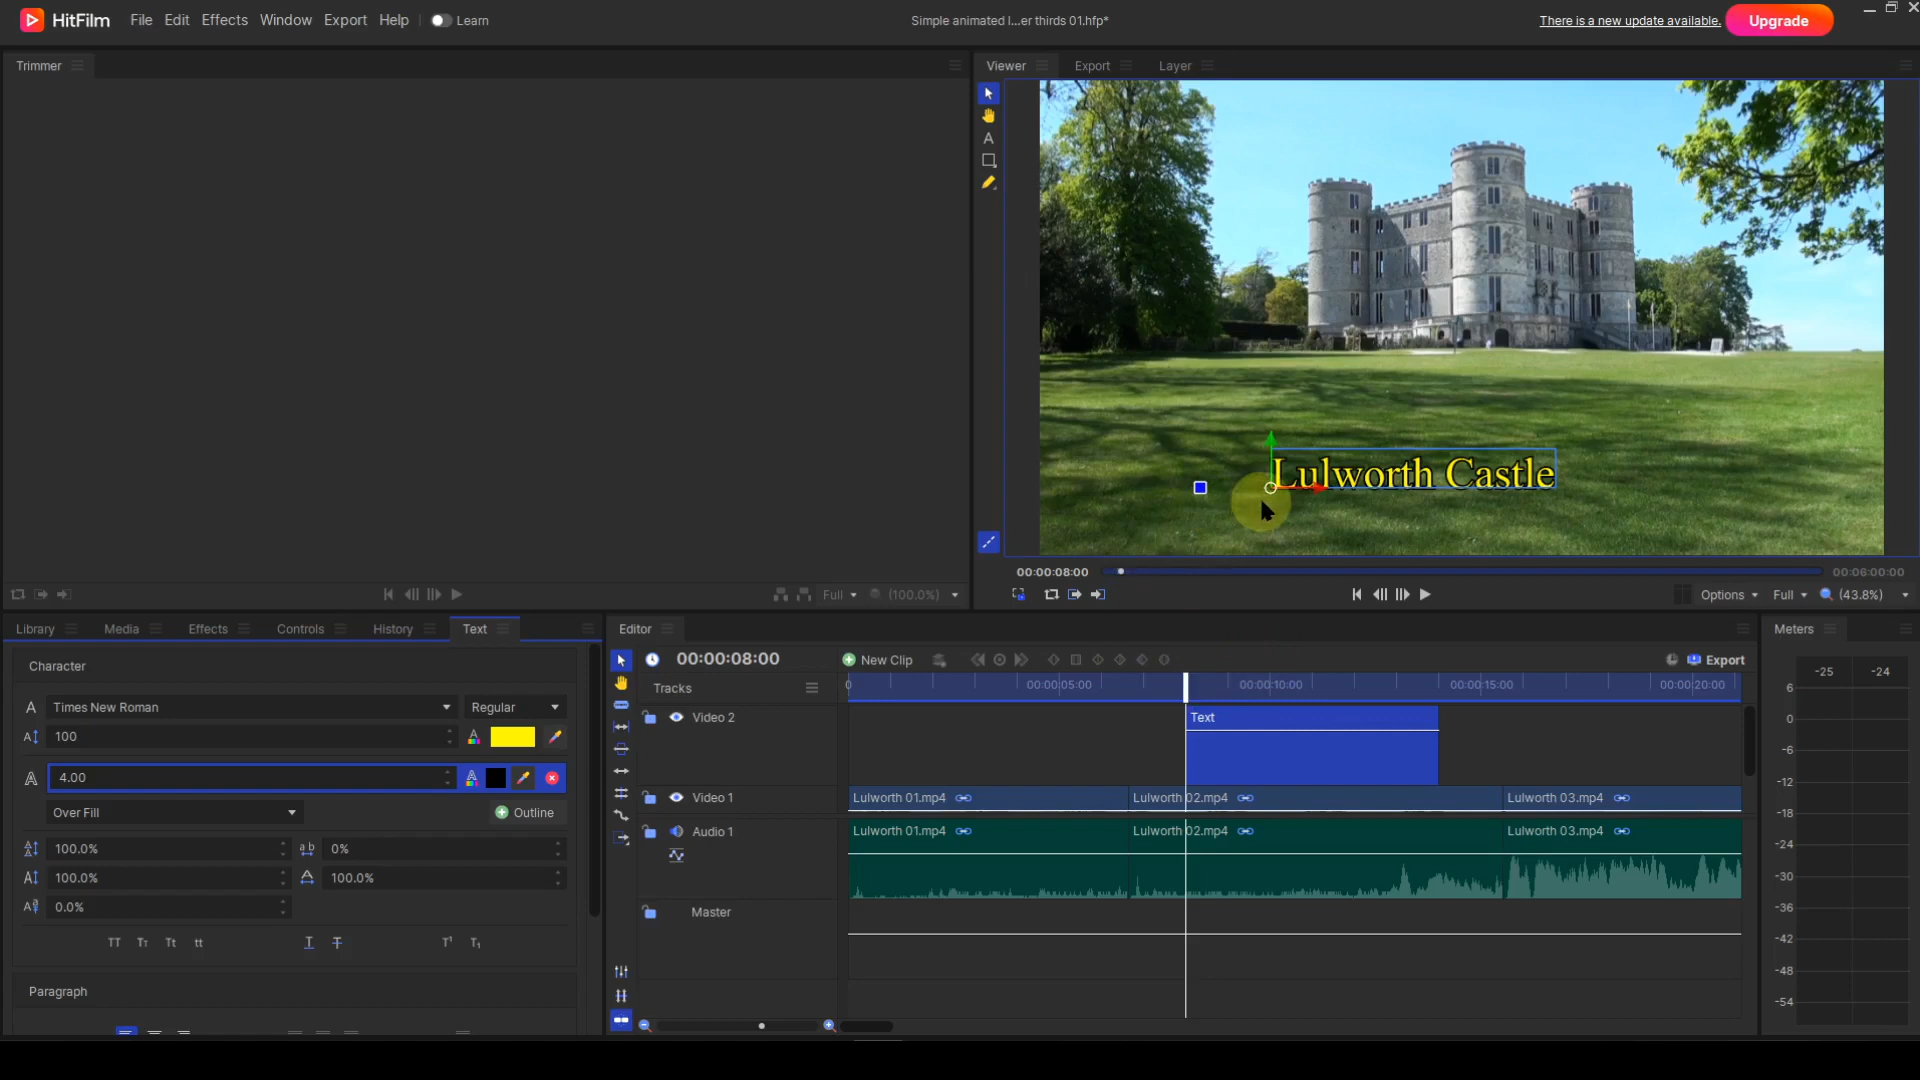 HitFilm
File Edit Effects Window Export Help Learn
Simple animated l...er thirds 01.hfp*
There is a new update available.
Upgrade
Trimmer
Viewer Export Layer
Lulworth Castle
Full (100.0%)
00:00:08:00
00:06:00:00
Options Full (43.8%)
Library Media Effects Controls History Text
Character
Times New Roman Regular
100
4.00
Over Fill
Outline
100.0% 0%
100.0% 100.0%
0.0%
TT Tt Tt tt T T T¹ T₁
Paragraph
Editor
00:00:08:00
New Clip
Export
Tracks
0 00:00:05:00 00:00:10:00 00:00:15:00 00:00:20:00
Video 2
Text
Video 1
Lulworth 01.mp4 Lulworth 02.mp4 Lulworth 03.mp4
Audio 1
Lulworth 01.mp4 Lulworth 02.mp4 Lulworth 03.mp4
Master
Meters
-25 -24
6
0
-6
-12
-18
-24
-30
-36
-42
-48
-54